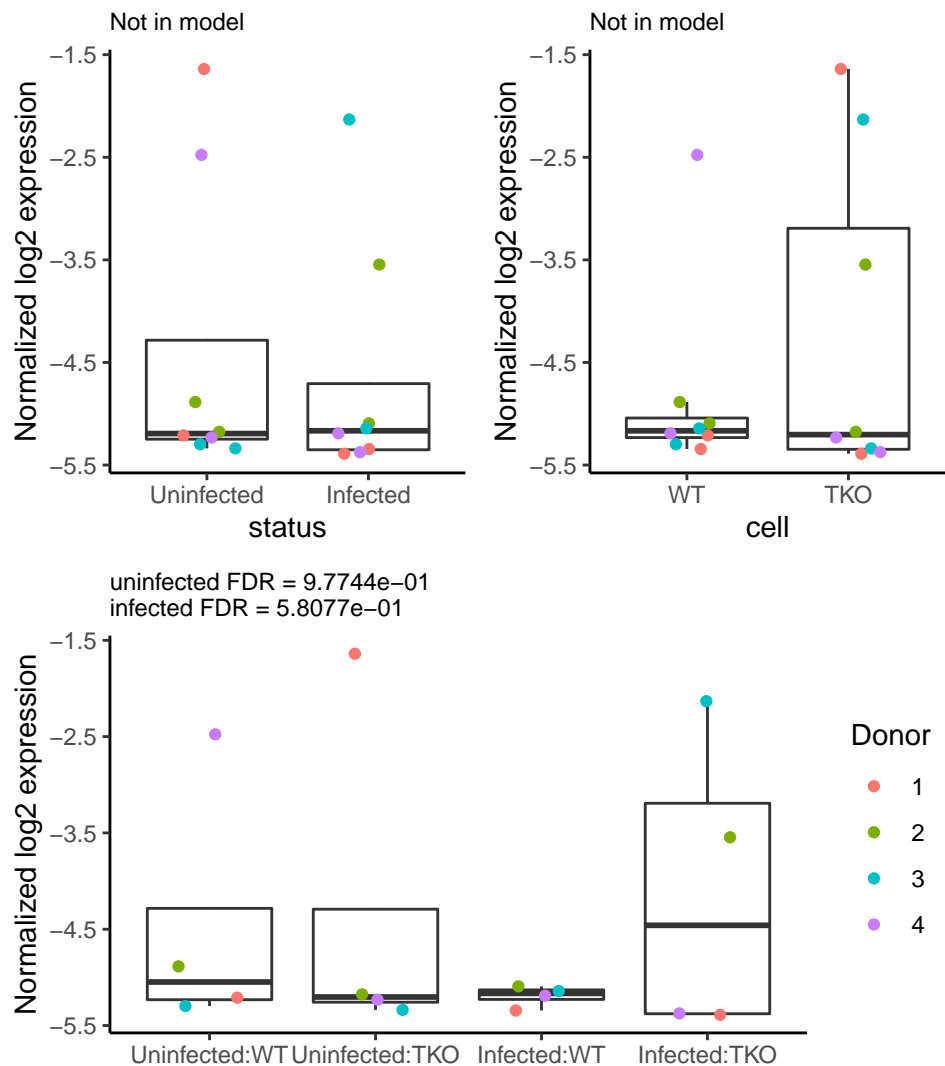 Not in model
Normalized log2 expression
−1.5
−2.5
−3.5
−4.5
−5.5
Uninfected Infected
status
Not in model
Normalized log2 expression
−1.5
−2.5
−3.5
−4.5
−5.5
WT TKO
cell
uninfected FDR = 9.7744e−01
infected FDR = 5.8077e−01
Normalized log2 expression
−1.5
−2.5
−3.5
−4.5
−5.5
Uninfected:WT Uninfected:TKO Infected:WT Infected:TKO
Donor
1
2
3
4